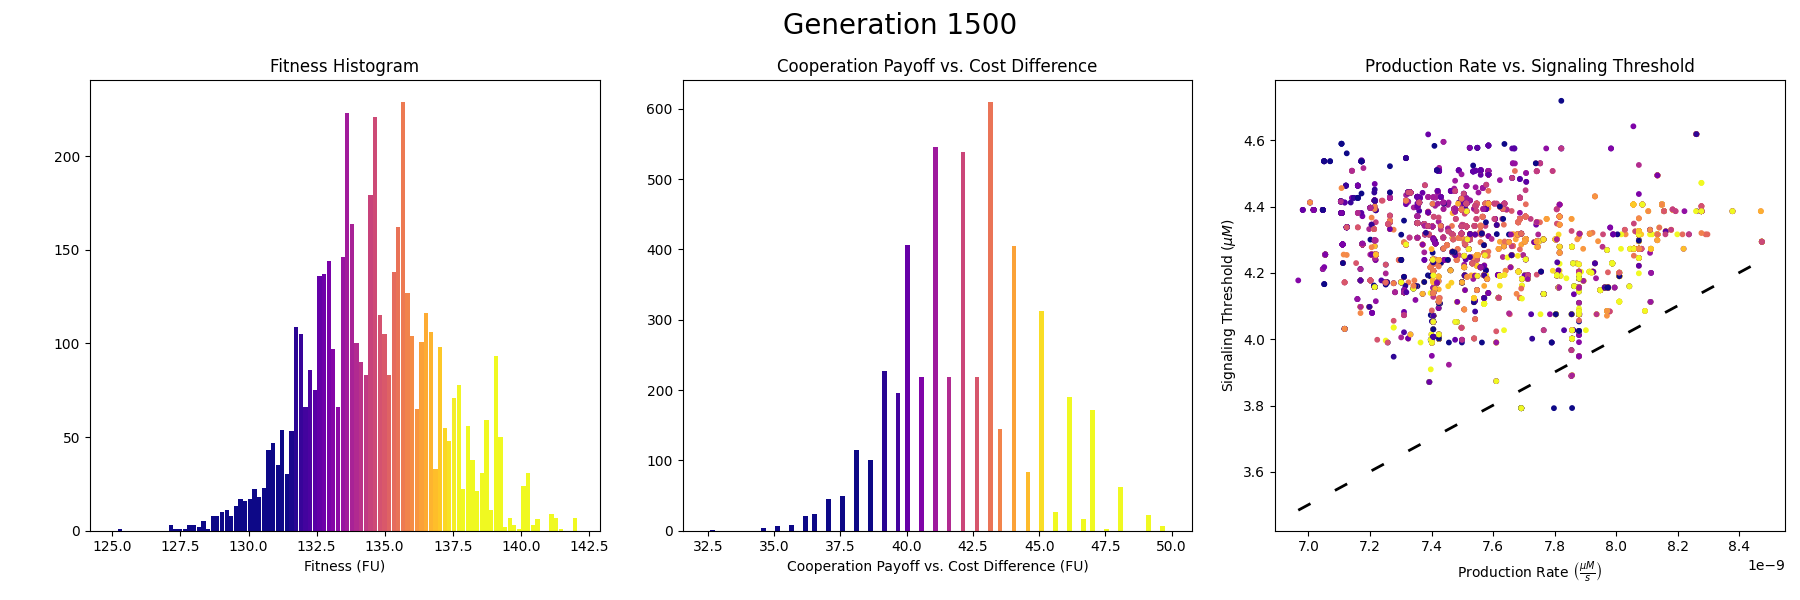 Generation 1500
Fitness Histogram
200
150
100
50
0
125.0 127.5 130.0 132.5 135.0 137.5 140.0 142.5
Fitness (FU)
Cooperation Payoff vs. Cost Difference
600
500
400
300
200
100
0
32.5 35.0 37.5 40.0 42.5 45.0 47.5 50.0
Cooperation Payoff vs. Cost Difference (FU)
Production Rate vs. Signaling Threshold
Signaling Threshold (μM)
4.6
4.4
4.2
4.0
3.8
3.6
7.0 7.2 7.4 7.6 7.8 8.0 8.2 8.4
1e−9
Production Rate (μM/s)